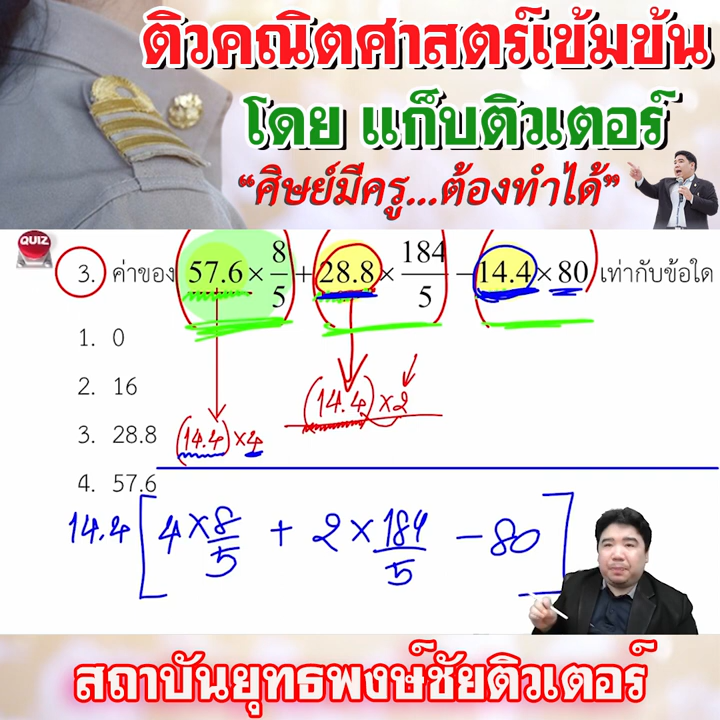 ติวคณิตศาสตร์เข้มข้น
โดย แก็บติวเตอร์
“ศิษย์มีครู...ต้องทำได้”
QUIZ
3. ค่าของ 57.6 × 8/5 + 28.8 × 184/5 − 14.4 × 80 เท่ากับข้อใด
1. 0
2. 16
3. 28.8
4. 57.6
(14.4) × 2
(14.4) × 4
14.4 [ 4 × 8/5 + 2 × 184/5 − 80 ]
สถาบันยุทธพงษ์ชัยติวเตอร์